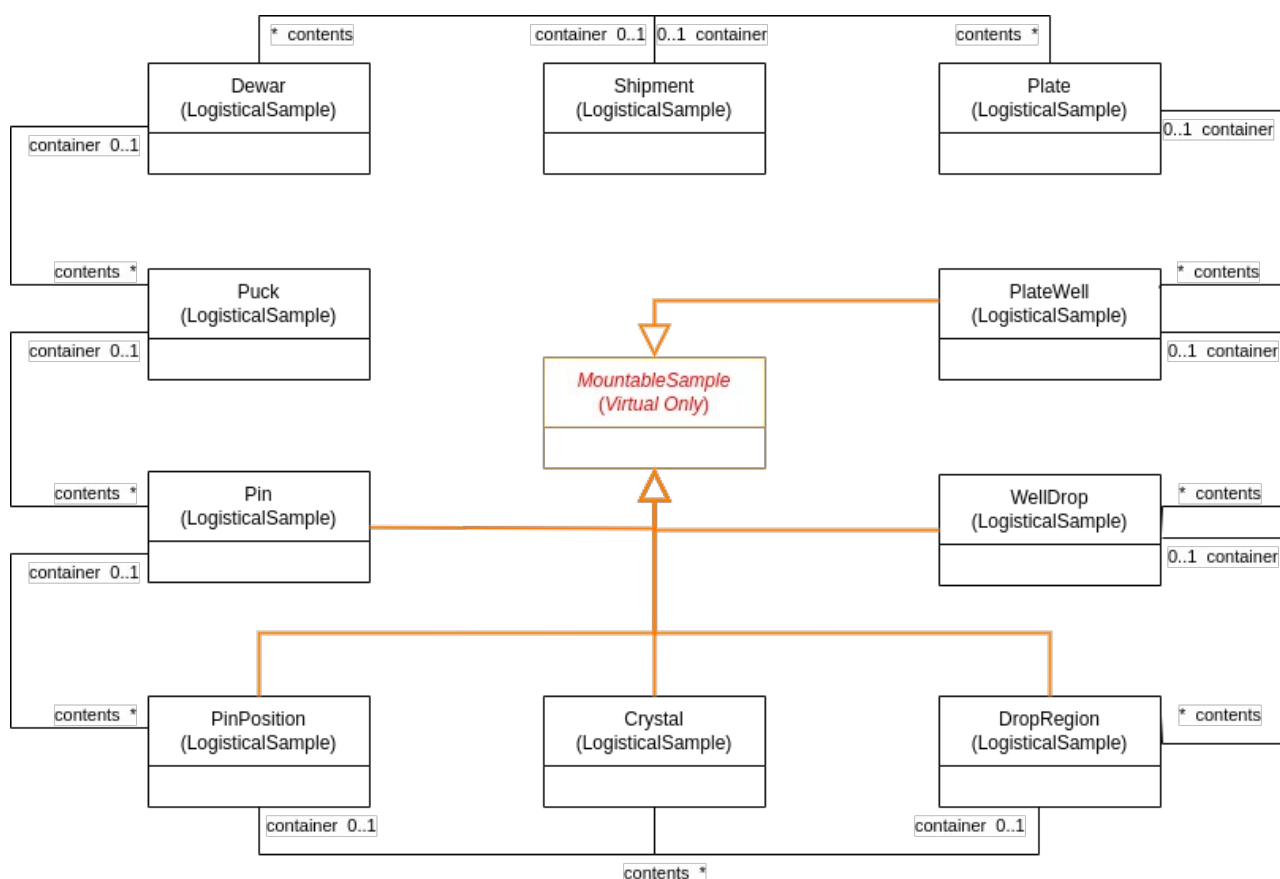 * contents
container 0..1
0..1 container
contents *
Dewar
(LogisticalSample)
Shipment
(LogisticalSample)
Plate
(LogisticalSample)
container 0..1
0..1 container
contents *
Puck
(LogisticalSample)
PlateWell
(LogisticalSample)
* contents
container 0..1
0..1 container
MountableSample
(Virtual Only)
contents *
Pin
(LogisticalSample)
WellDrop
(LogisticalSample)
* contents
container 0..1
0..1 container
contents *
PinPosition
(LogisticalSample)
Crystal
(LogisticalSample)
DropRegion
(LogisticalSample)
* contents
container 0..1
container 0..1
contents *